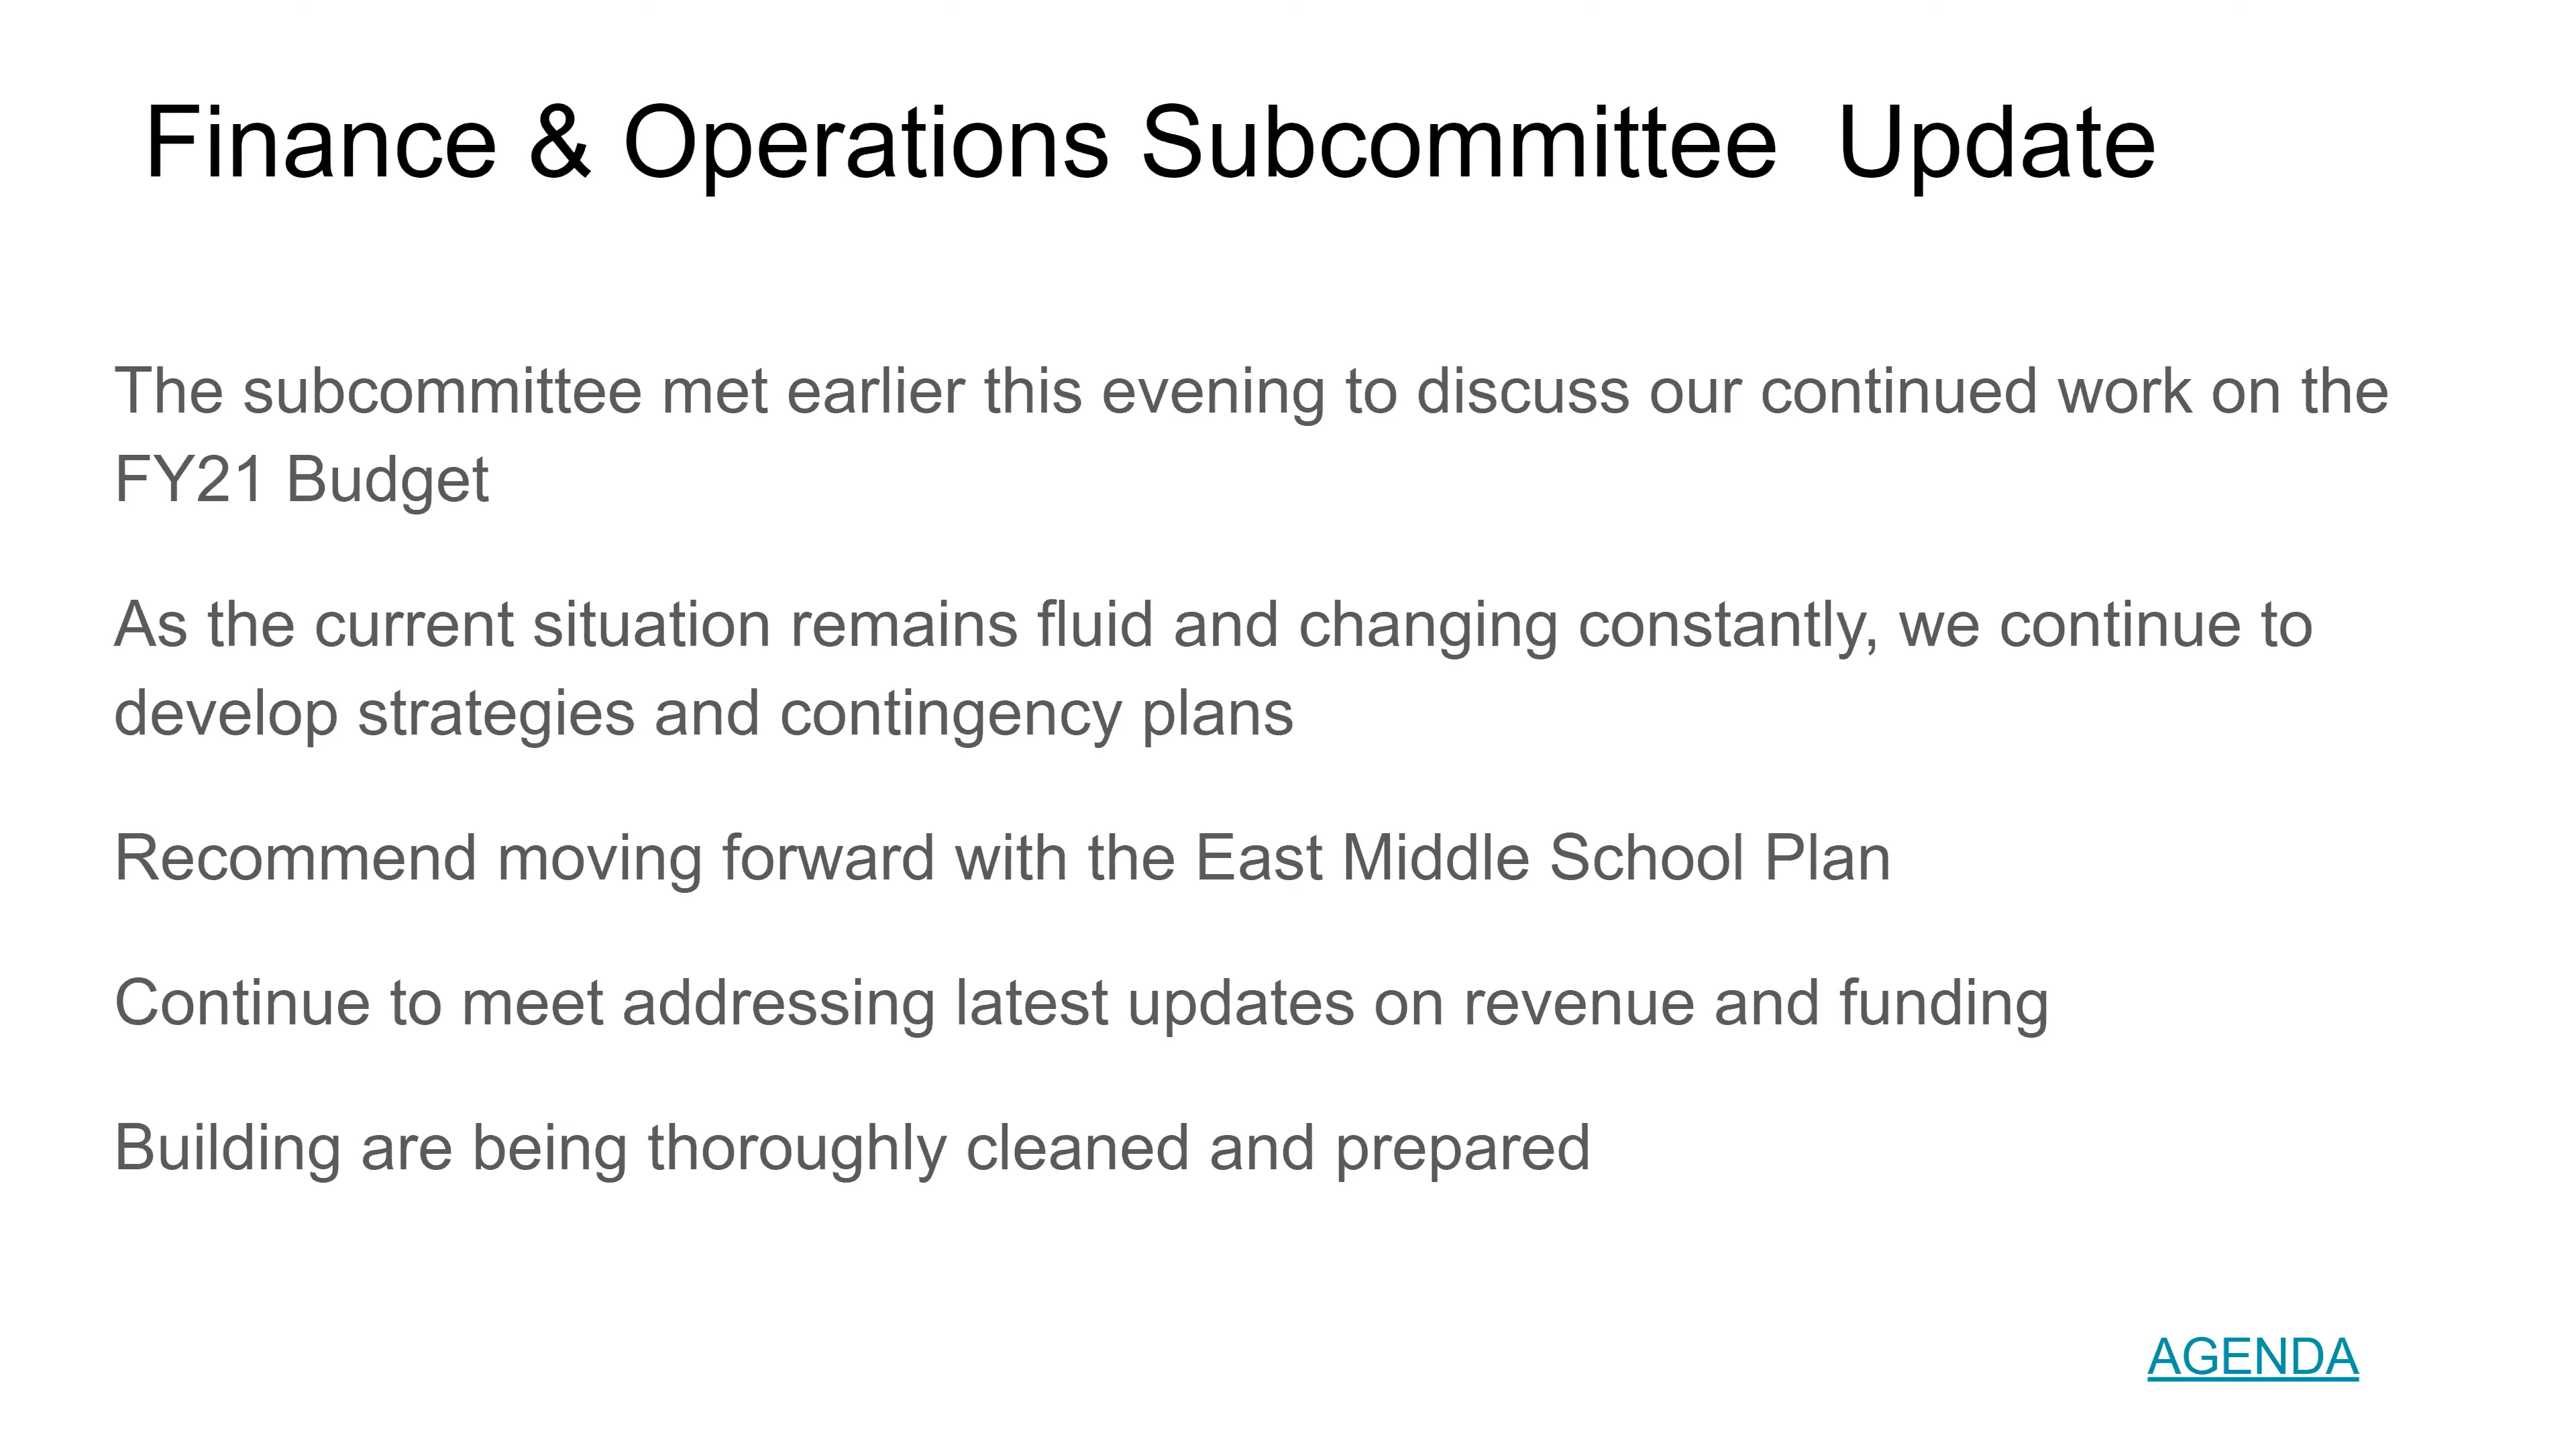 Finance & Operations Subcommittee  Update
The subcommittee met earlier this evening to discuss our continued work on the
FY21 Budget
As the current situation remains fluid and changing constantly, we continue to
develop strategies and contingency plans
Recommend moving forward with the East Middle School Plan
Continue to meet addressing latest updates on revenue and funding
Building are being thoroughly cleaned and prepared
AGENDA